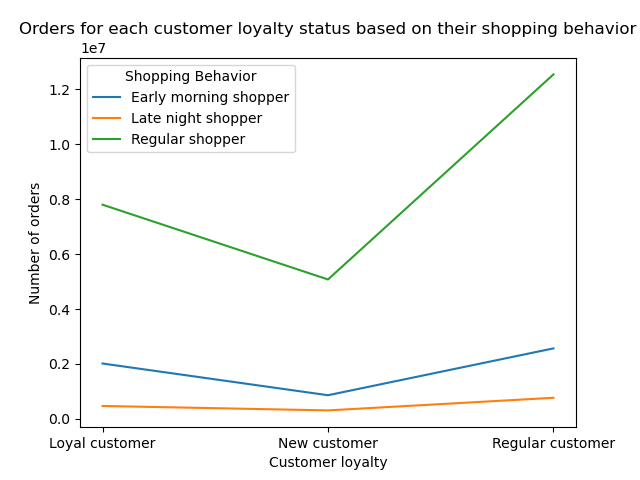 Orders for each customer loyalty status based on their shopping behavior
1e7
Shopping Behavior
Early morning shopper
Late night shopper
Regular shopper
1.2
1.0
0.8
0.6
0.4
0.2
0.0
Number of orders
Loyal customer
New customer
Regular customer
Customer loyalty